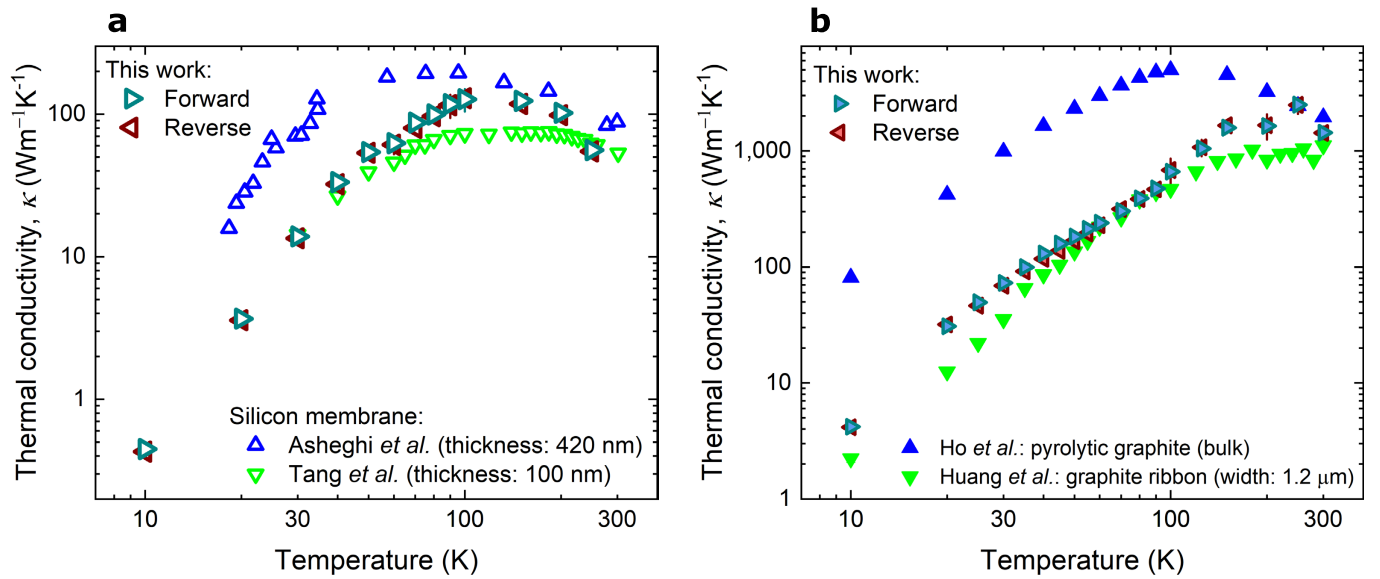 a
Thermal conductivity, κ (Wm⁻¹K⁻¹)
100
10
1
This work:
Forward
Reverse
Silicon membrane:
Asheghi et al. (thickness: 420 nm)
Tang et al. (thickness: 100 nm)
10
30
100
300
Temperature (K)
b
Thermal conductivity, κ (Wm⁻¹K⁻¹)
1,000
100
10
1
This work:
Forward
Reverse
Ho et al.: pyrolytic graphite (bulk)
Huang et al.: graphite ribbon (width: 1.2 μm)
10
30
100
300
Temperature (K)